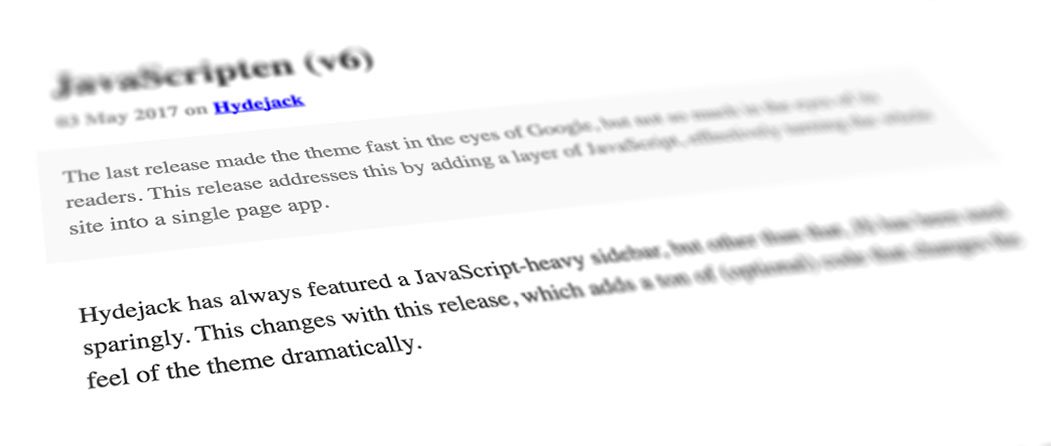 JavaScripten (v6)
03 May 2017 on Hydejack
The last release made the theme fast in the eyes of Google, but not so much in the eyes of its
readers. This release addresses this by adding a layer of JavaScript, effectively turning the whole
site into a single page app.
Hydejack has always featured a JavaScript-heavy sidebar, but other than that, JS has been used
sparingly. This changes with this release, which adds a ton of (optional) code that changes the
feel of the theme dramatically.